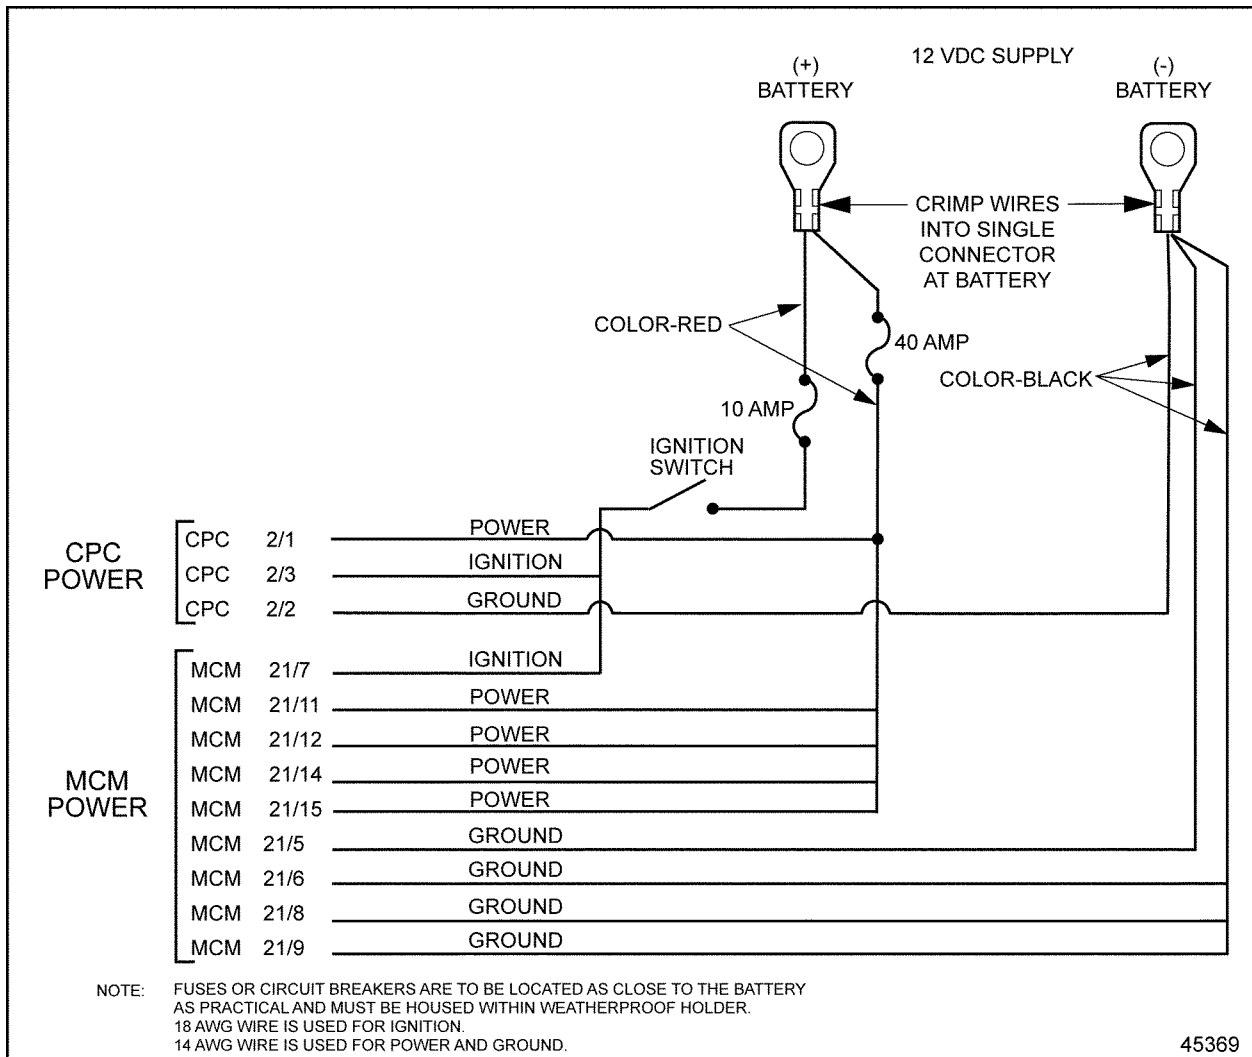 12 VDC SUPPLY
(+)
BATTERY
(-)
BATTERY
CRIMP WIRES
INTO SINGLE
CONNECTOR
AT BATTERY
COLOR-RED
40 AMP
COLOR-BLACK
10 AMP
IGNITION
SWITCH
CPC
POWER
CPC 2/1 POWER
CPC 2/3 IGNITION
CPC 2/2 GROUND
MCM
POWER
MCM 21/7 IGNITION
MCM 21/11 POWER
MCM 21/12 POWER
MCM 21/14 POWER
MCM 21/15 POWER
MCM 21/5 GROUND
MCM 21/6 GROUND
MCM 21/8 GROUND
MCM 21/9 GROUND
NOTE: FUSES OR CIRCUIT BREAKERS ARE TO BE LOCATED AS CLOSE TO THE BATTERY
AS PRACTICAL AND MUST BE HOUSED WITHIN WEATHERPROOF HOLDER.
18 AWG WIRE IS USED FOR IGNITION.
14 AWG WIRE IS USED FOR POWER AND GROUND.
45369